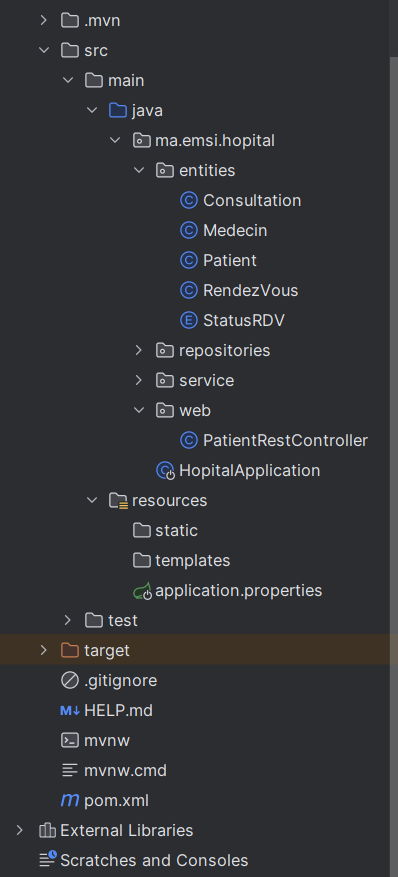 .mvn
src
main
java
ma.emsi.hopital
entities
C Consultation
C Medecin
C Patient
C RendezVous
E StatusRDV
repositories
service
web
C PatientRestController
C HopitalApplication
resources
static
templates
application.properties
test
target
.gitignore
M↓ HELP.md
mvnw
mvnw.cmd
m pom.xml
External Libraries
Scratches and Consoles